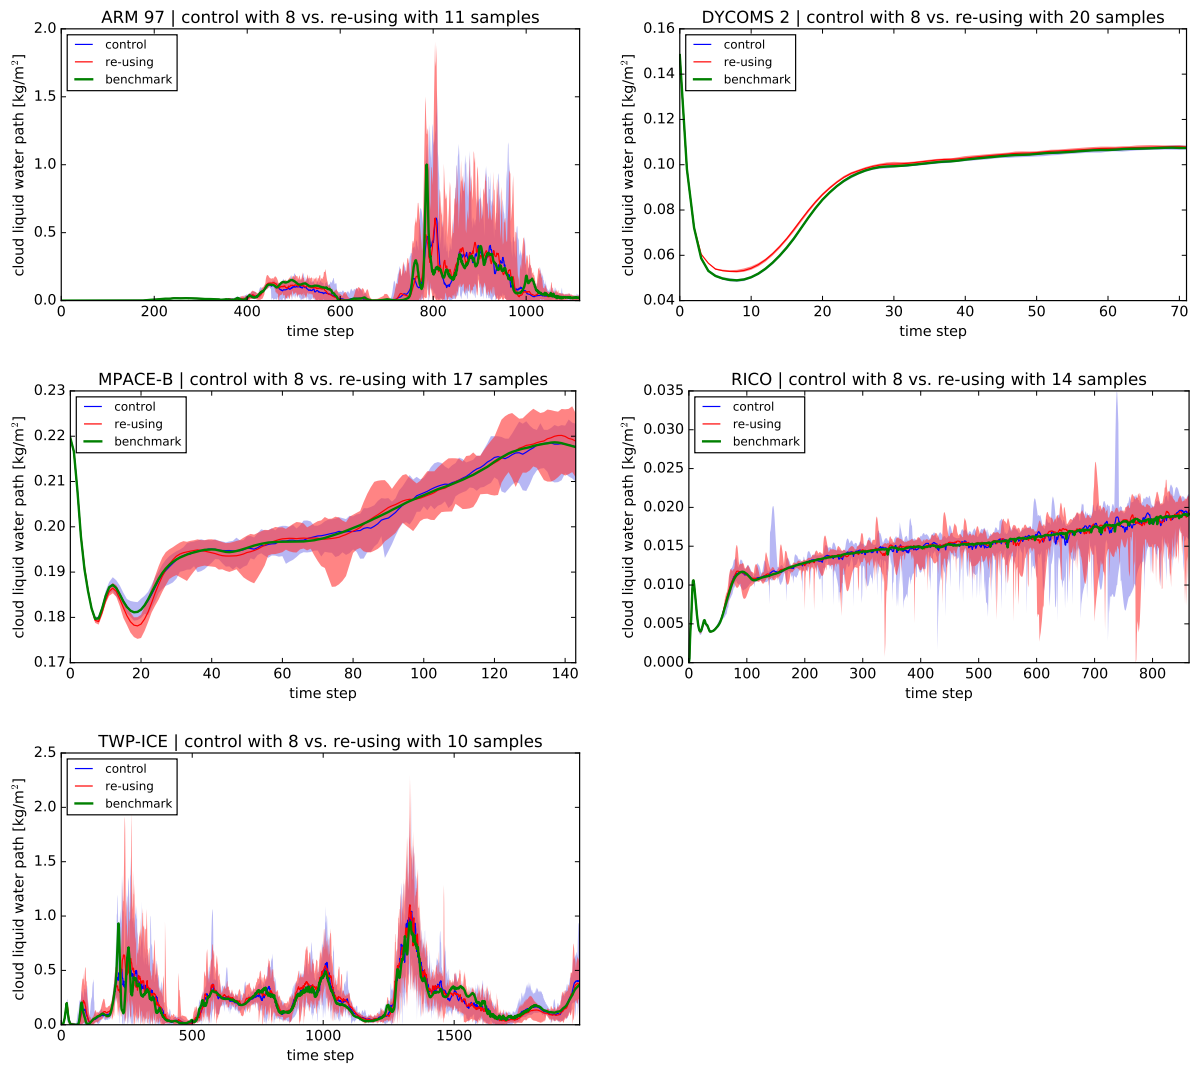 ARM 97 | control with 8 vs. re-using with 11 samples
cloud liquid water path [kg/m²]
2.0
1.5
1.0
0.5
0.0
control
re-using
benchmark
0 200 400 600 800 1000
time step
DYCOMS 2 | control with 8 vs. re-using with 20 samples
cloud liquid water path [kg/m²]
0.16
0.14
0.12
0.10
0.08
0.06
0.04
control
re-using
benchmark
0 10 20 30 40 50 60 70
time step
MPACE-B | control with 8 vs. re-using with 17 samples
cloud liquid water path [kg/m²]
0.23
0.22
0.21
0.20
0.19
0.18
0.17
control
re-using
benchmark
0 20 40 60 80 100 120 140
time step
RICO | control with 8 vs. re-using with 14 samples
cloud liquid water path [kg/m²]
0.035
0.030
0.025
0.020
0.015
0.010
0.005
0.000
control
re-using
benchmark
0 100 200 300 400 500 600 700 800
time step
TWP-ICE | control with 8 vs. re-using with 10 samples
cloud liquid water path [kg/m²]
2.5
2.0
1.5
1.0
0.5
0.0
control
re-using
benchmark
0 500 1000 1500
time step